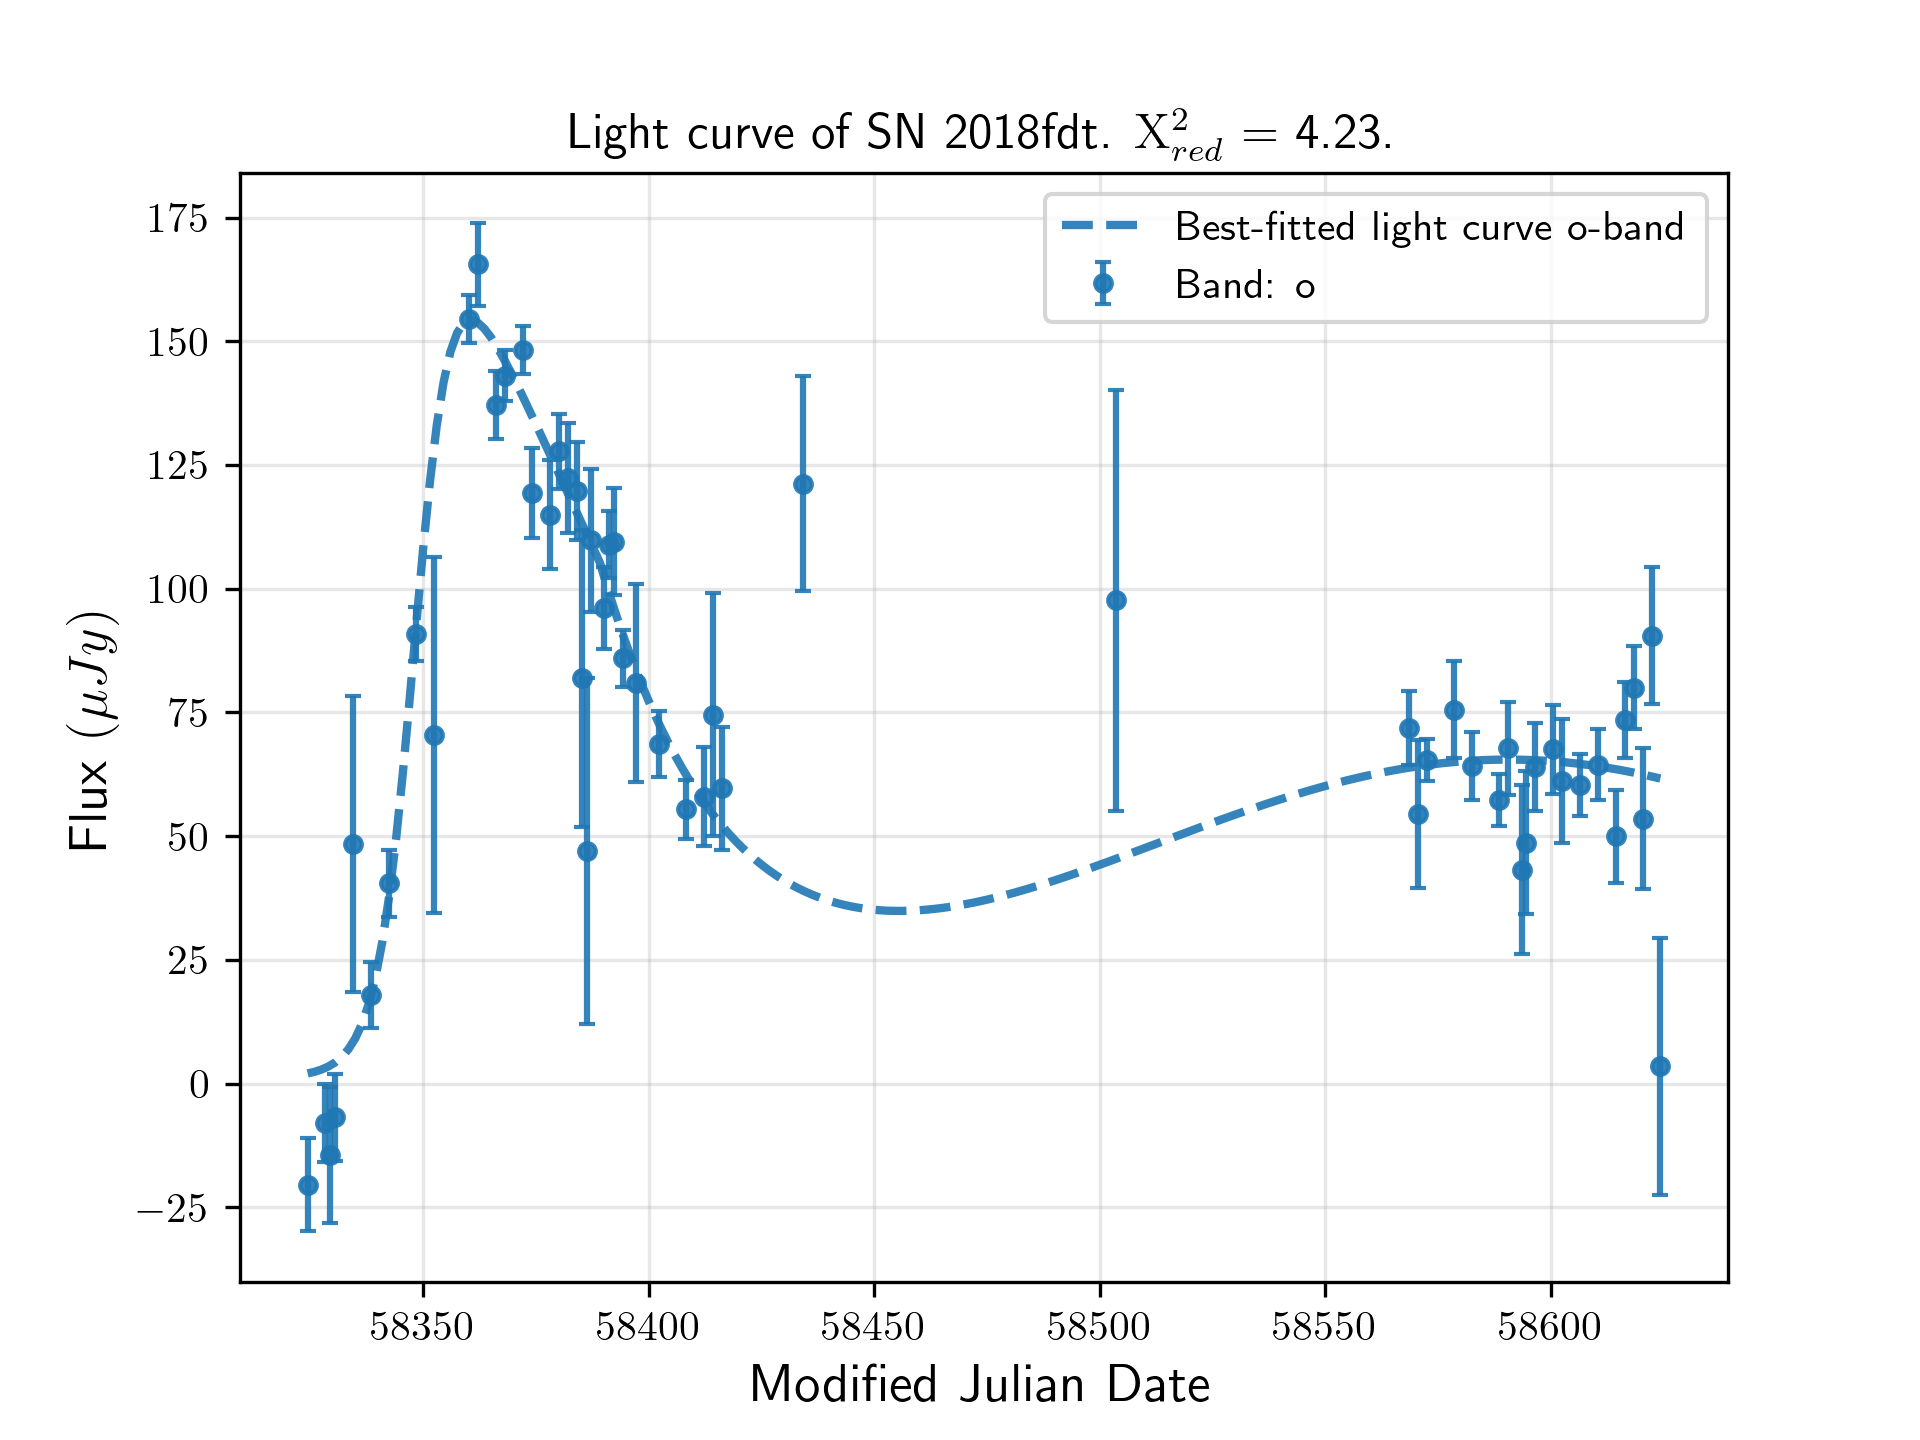 Light curve of SN 2018fdt. X²_red = 4.23.
Best-fitted light curve o-band
Band: o
175
150
125
100
75
50
25
0
−25
Flux (μJy)
58350 58400 58450 58500 58550 58600
Modified Julian Date